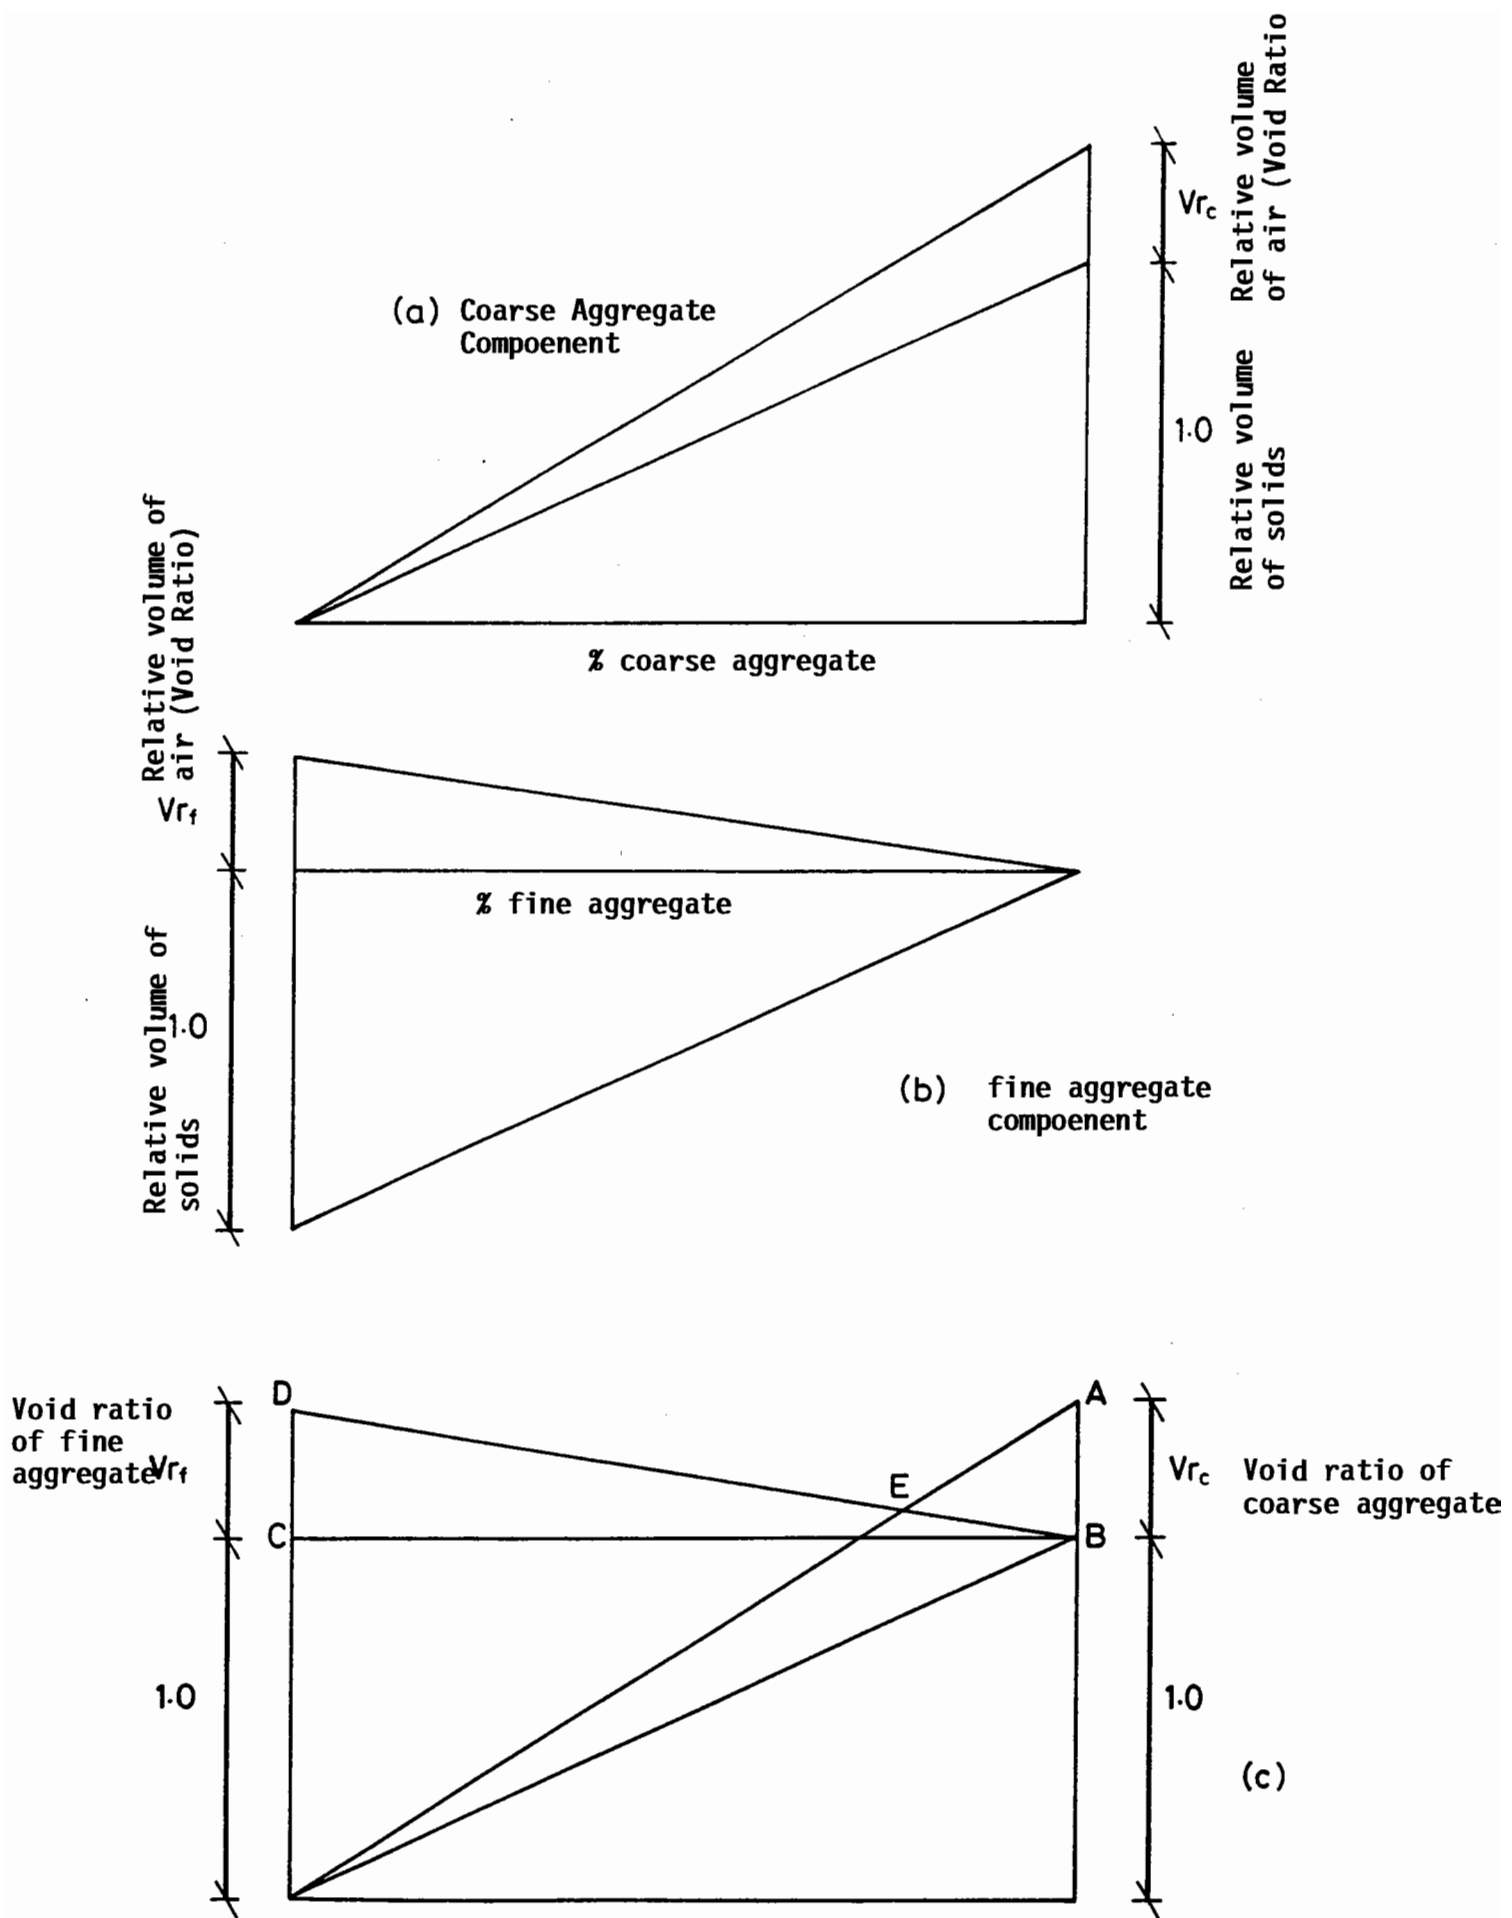 Relative volume
of air (Void Ratio
Vrc
(a) Coarse Aggregate
Compoenent
1.0
Relative volume
of solids
% coarse aggregate
Relative volume of
air (Void Ratio)
Vrf
% fine aggregate
Relative volume of
solids
1.0
(b) fine aggregate
compoenent
D
A
Void ratio
of fine
aggregate
Vrf
E
Vrc
Void ratio of
coarse aggregate
C
B
1.0
1.0
(c)